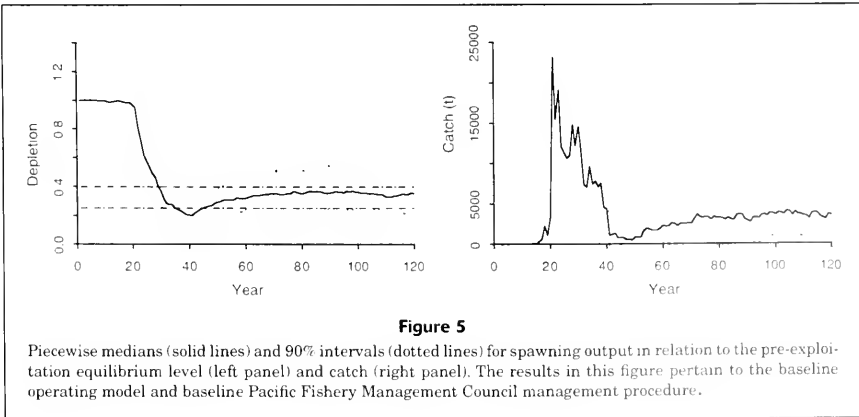 1.2
0.8
0.4
0.0
Depletion
0 20 40 60 80 100 120
Year
25000
15000
5000
0
Catch (t)
0 20 40 60 80 100 120
Year
Figure 5
Piecewise medians (solid lines) and 90% intervals (dotted lines) for spawning output in relation to the pre-exploi-
tation equilibrium level (left panel) and catch (right panel). The results in this figure pertain to the baseline
operating model and baseline Pacific Fishery Management Council management procedure.